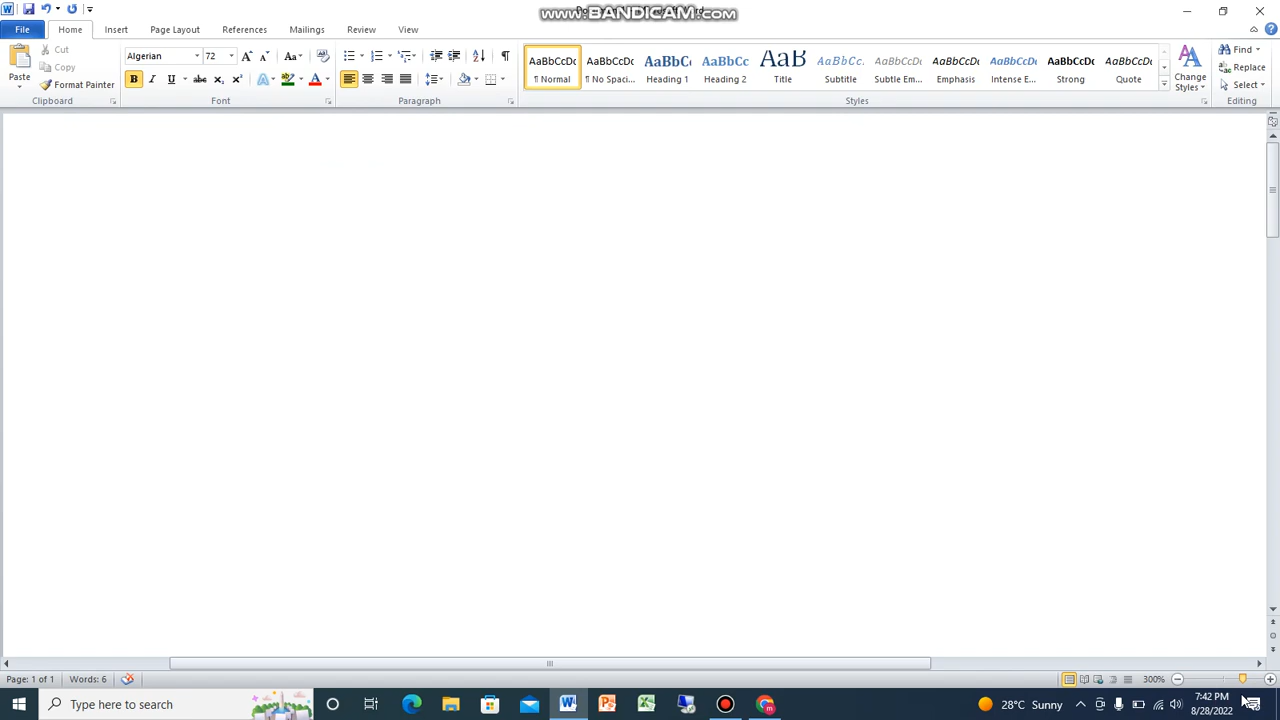 www.BANDICAM.com
File Home Insert Page Layout References Mailings Review View
Paste Cut Copy Format Painter Clipboard
Algerian 72 Font
Paragraph
AaBbCcDc ¶ Normal
AaBbCcDc ¶ No Spaci...
AaBbC Heading 1
AaBbCc Heading 2
AaB Title
AaBbCc. Subtitle
AaBbCcDc Subtle Em...
AaBbCcDc Emphasis
AaBbCcDc Intense E...
AaBbCcDc Strong
AaBbCcDc Quote
Change Styles Styles
Find Replace Select Editing
Page: 1 of 1 Words: 6 300%
Type here to search 28°C Sunny 7:42 PM
8/28/2022